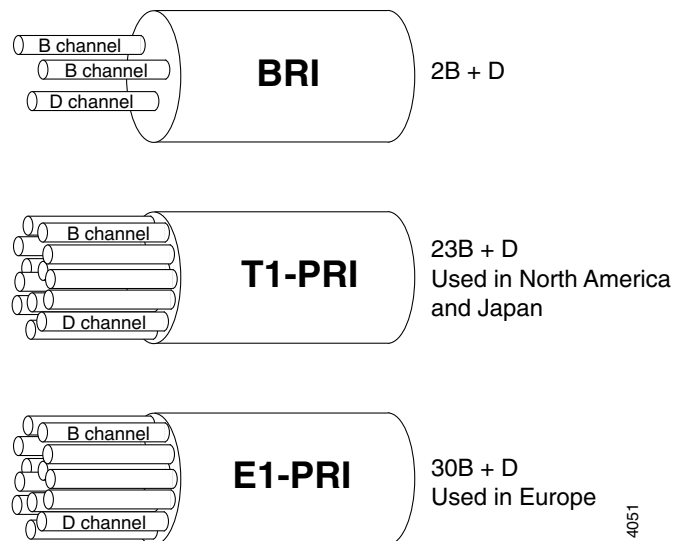 B channel
B channel
D channel
BRI
2B + D
B channel
D channel
T1-PRI
23B + D
Used in North America
and Japan
B channel
D channel
E1-PRI
30B + D
Used in Europe
4051